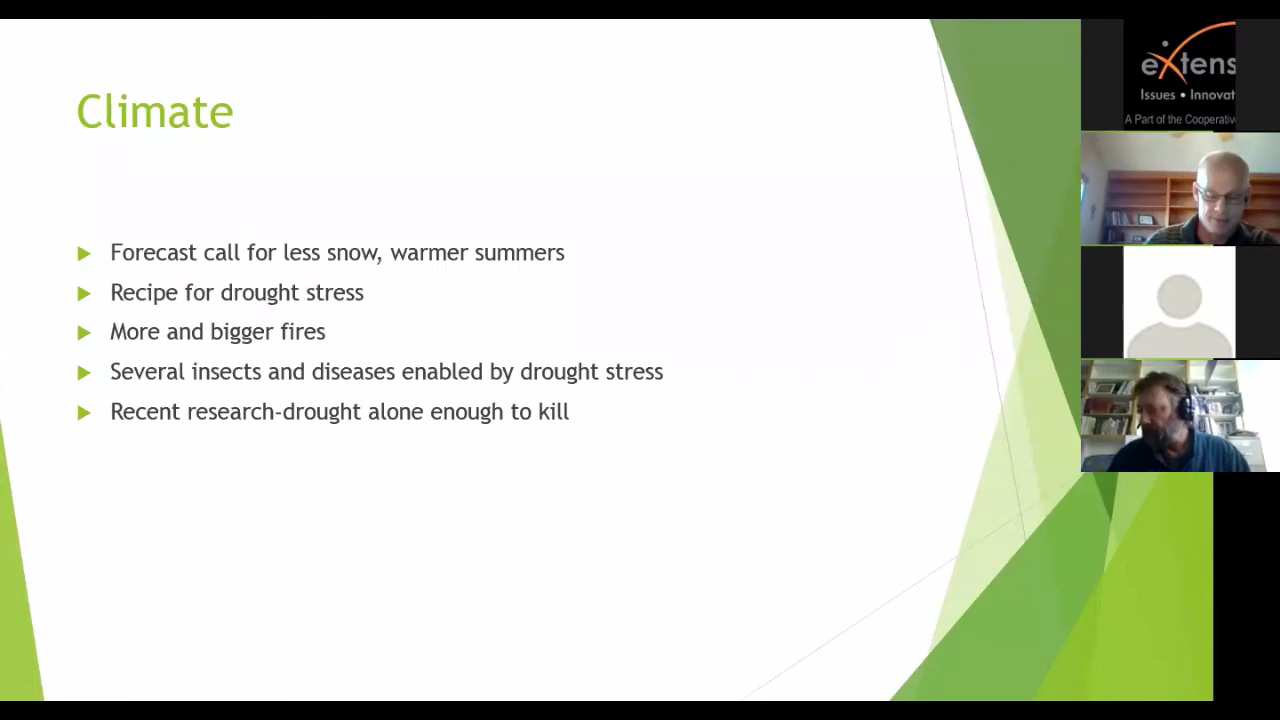 Climate
Forecast call for less snow, warmer summers
Recipe for drought stress
More and bigger fires
Several insects and diseases enabled by drought stress
Recent research-drought alone enough to kill
eXtens
Issues • Innovat
A Part of the Cooperative